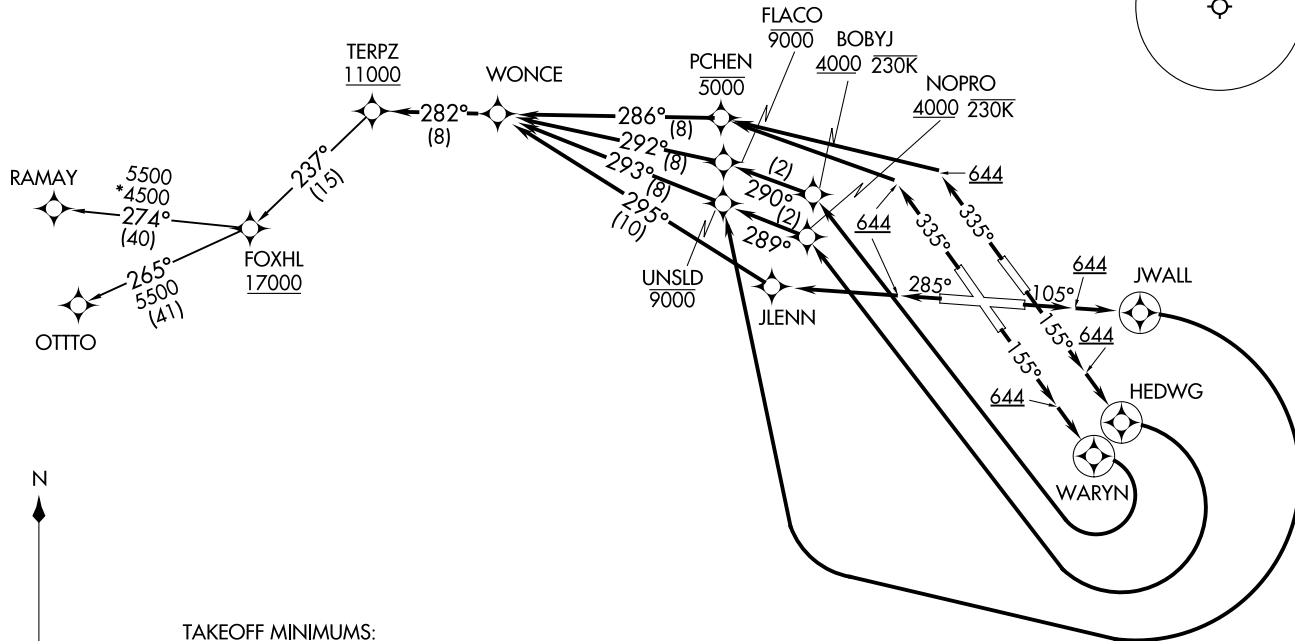 FLACO
9000
BOBYJ
4000 230K
NOPRO
4000 230K
TERPZ
11000
WONCE
PCHEN
5000
282°
(8)
286°
(8)
292°
(8)
293°
(8)
295°
(10)
(2)
290°
(2)
289°
237°
(15)
RAMAY
5500
*4500
274°
(40)
265°
5500
(41)
FOXHL
17000
OTTTO
UNSLD
9000
JLENN
644
335°
335°
644
285°
105°
644
JWALL
155°
644
155°
644
HEDWG
WARYN
N
TAKEOFF MINIMUMS: